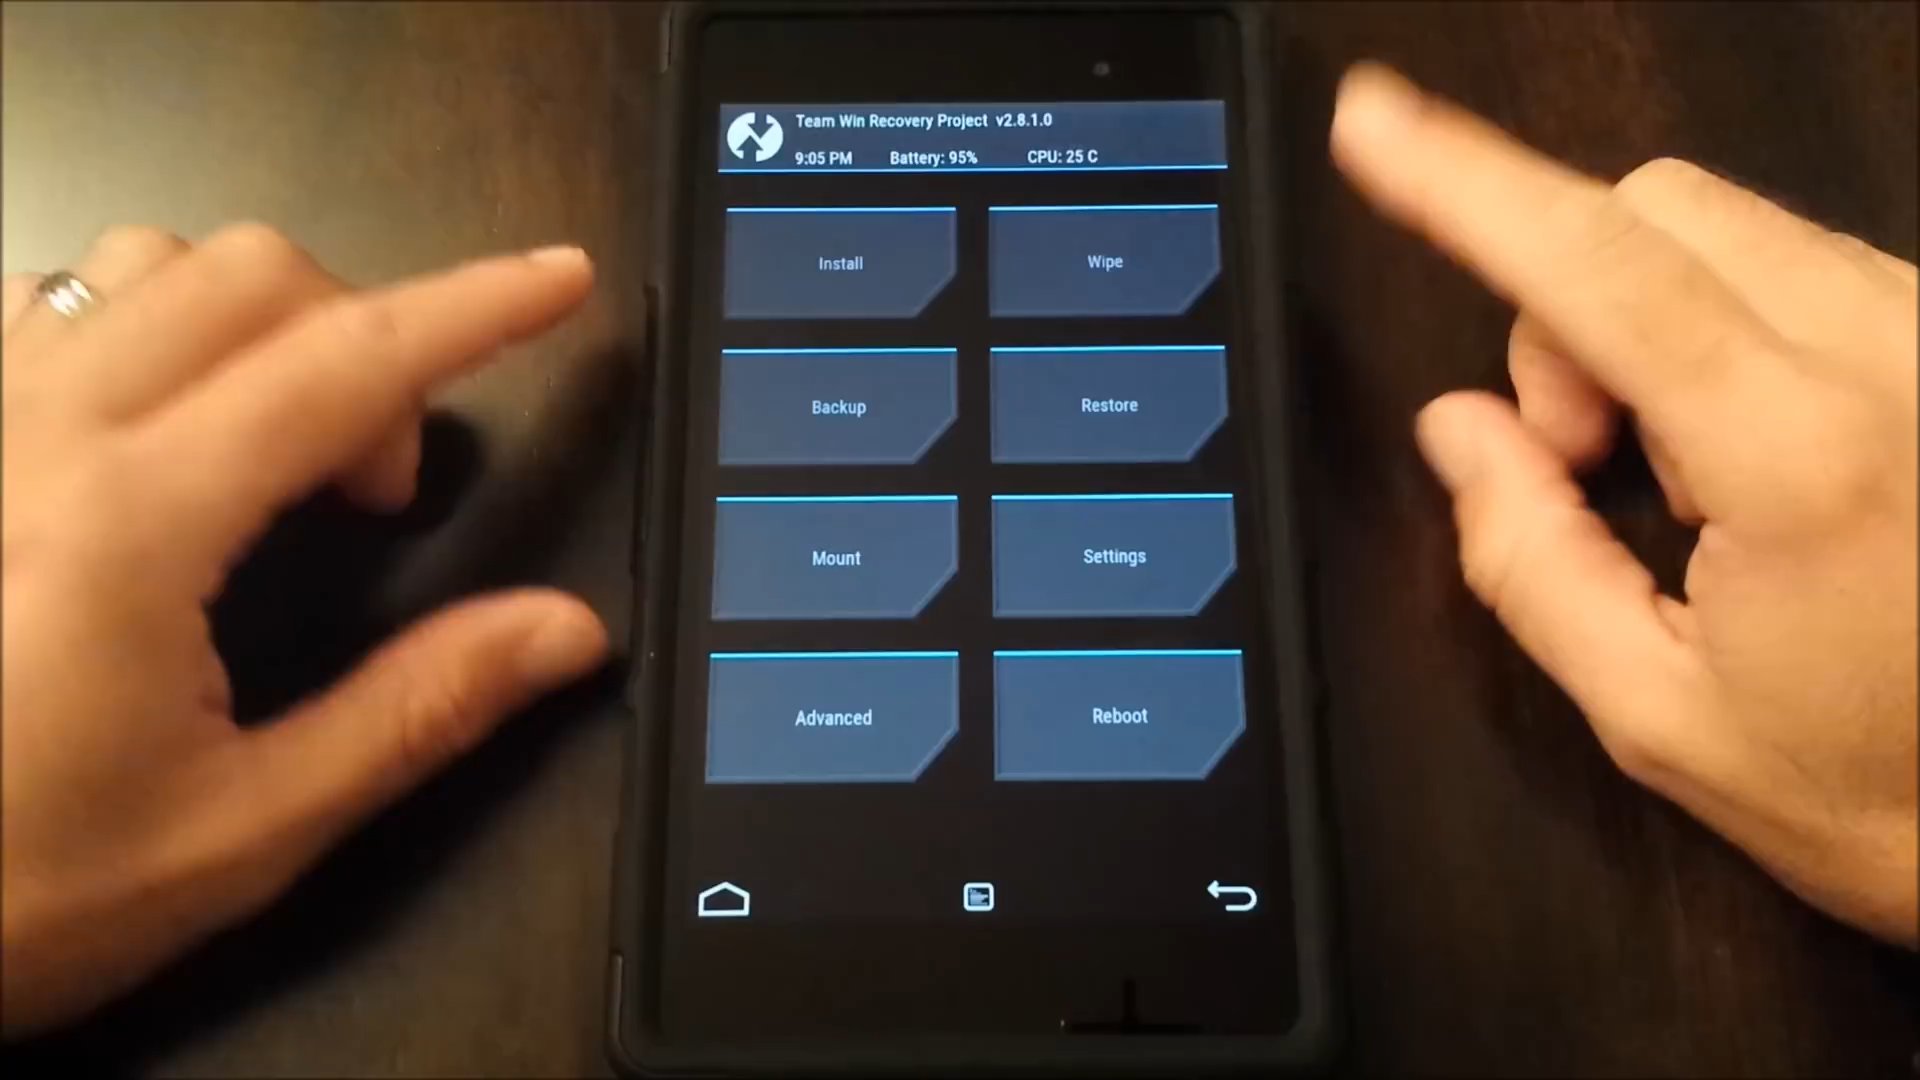 Team Win Recovery Project v2.8.1.0
9:05 PM Battery: 95% CPU: 25 C
Install Wipe
Backup Restore
Mount Settings
Advanced Reboot